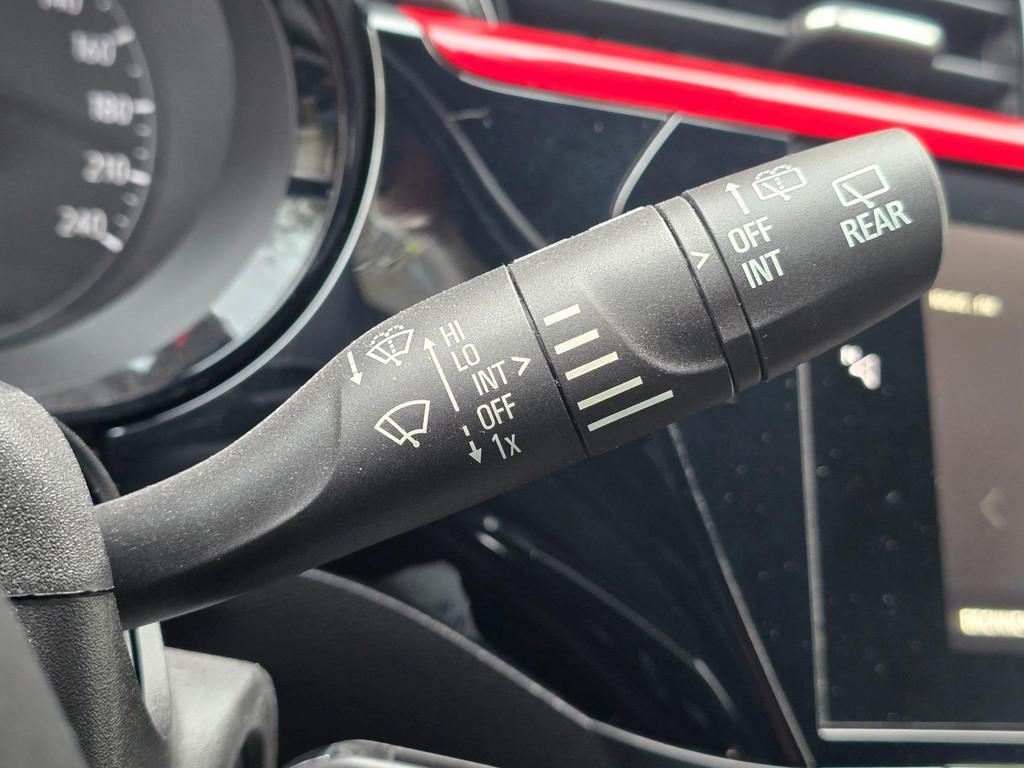 160
180
210
240
HI
LO
INT
OFF
1x
OFF
INT
REAR